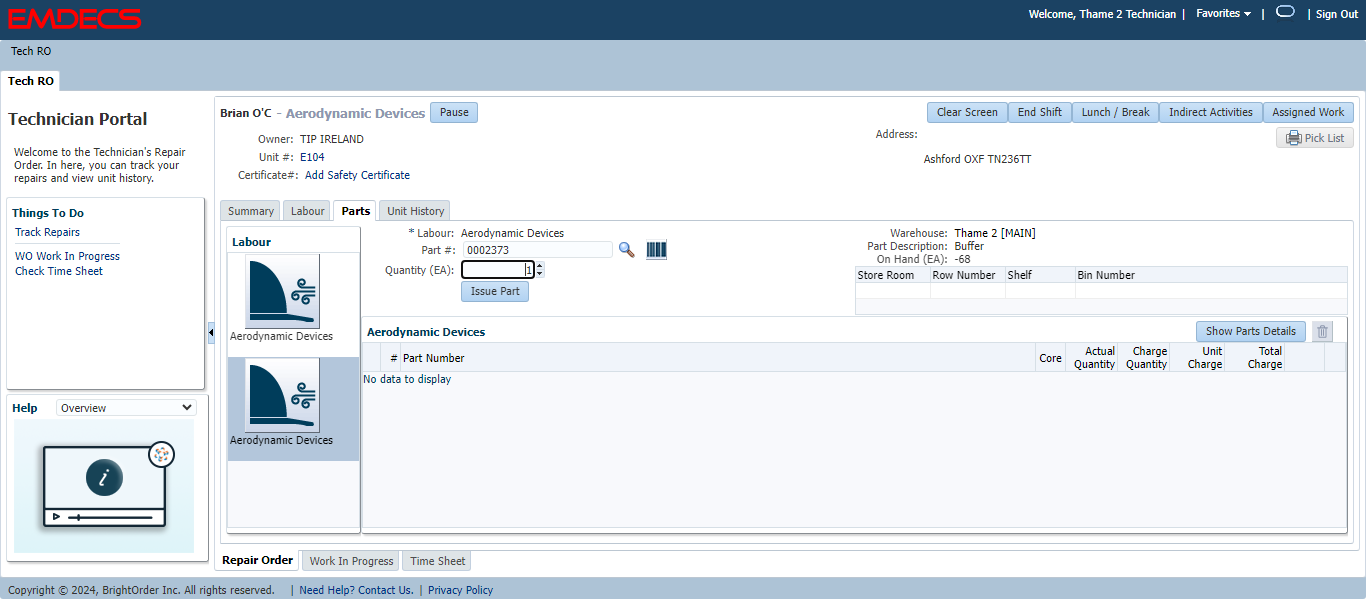 EMDECS
Welcome, Thame 2 Technician | Favorites | | Sign Out
Tech RO
Tech RO
Technician Portal
Welcome to the Technician's Repair
Order. In here, you can track your
repairs and view unit history.
Things To Do
Track Repairs
WO Work In Progress
Check Time Sheet
Help Overview
i
Brian O'C - Aerodynamic Devices Pause
Clear Screen End Shift Lunch / Break Indirect Activities Assigned Work
Owner: TIP IRELAND
Unit #: E104
Certificate#: Add Safety Certificate
Address:
Ashford OXF TN236TT
Pick List
Summary Labour Parts Unit History
Labour
Aerodynamic Devices
Aerodynamic Devices
* Labour: Aerodynamic Devices
Part #: 0002373
Quantity (EA): 1
Issue Part
Warehouse: Thame 2 [MAIN]
Part Description: Buffer
On Hand (EA): -68
Store Room Row Number Shelf Bin Number
Aerodynamic Devices Show Parts Details
# Part Number Core Actual Quantity Charge Quantity Unit Charge Total Charge
No data to display
Repair Order Work In Progress Time Sheet
Copyright © 2024, BrightOrder Inc. All rights reserved. | Need Help? Contact Us. | Privacy Policy